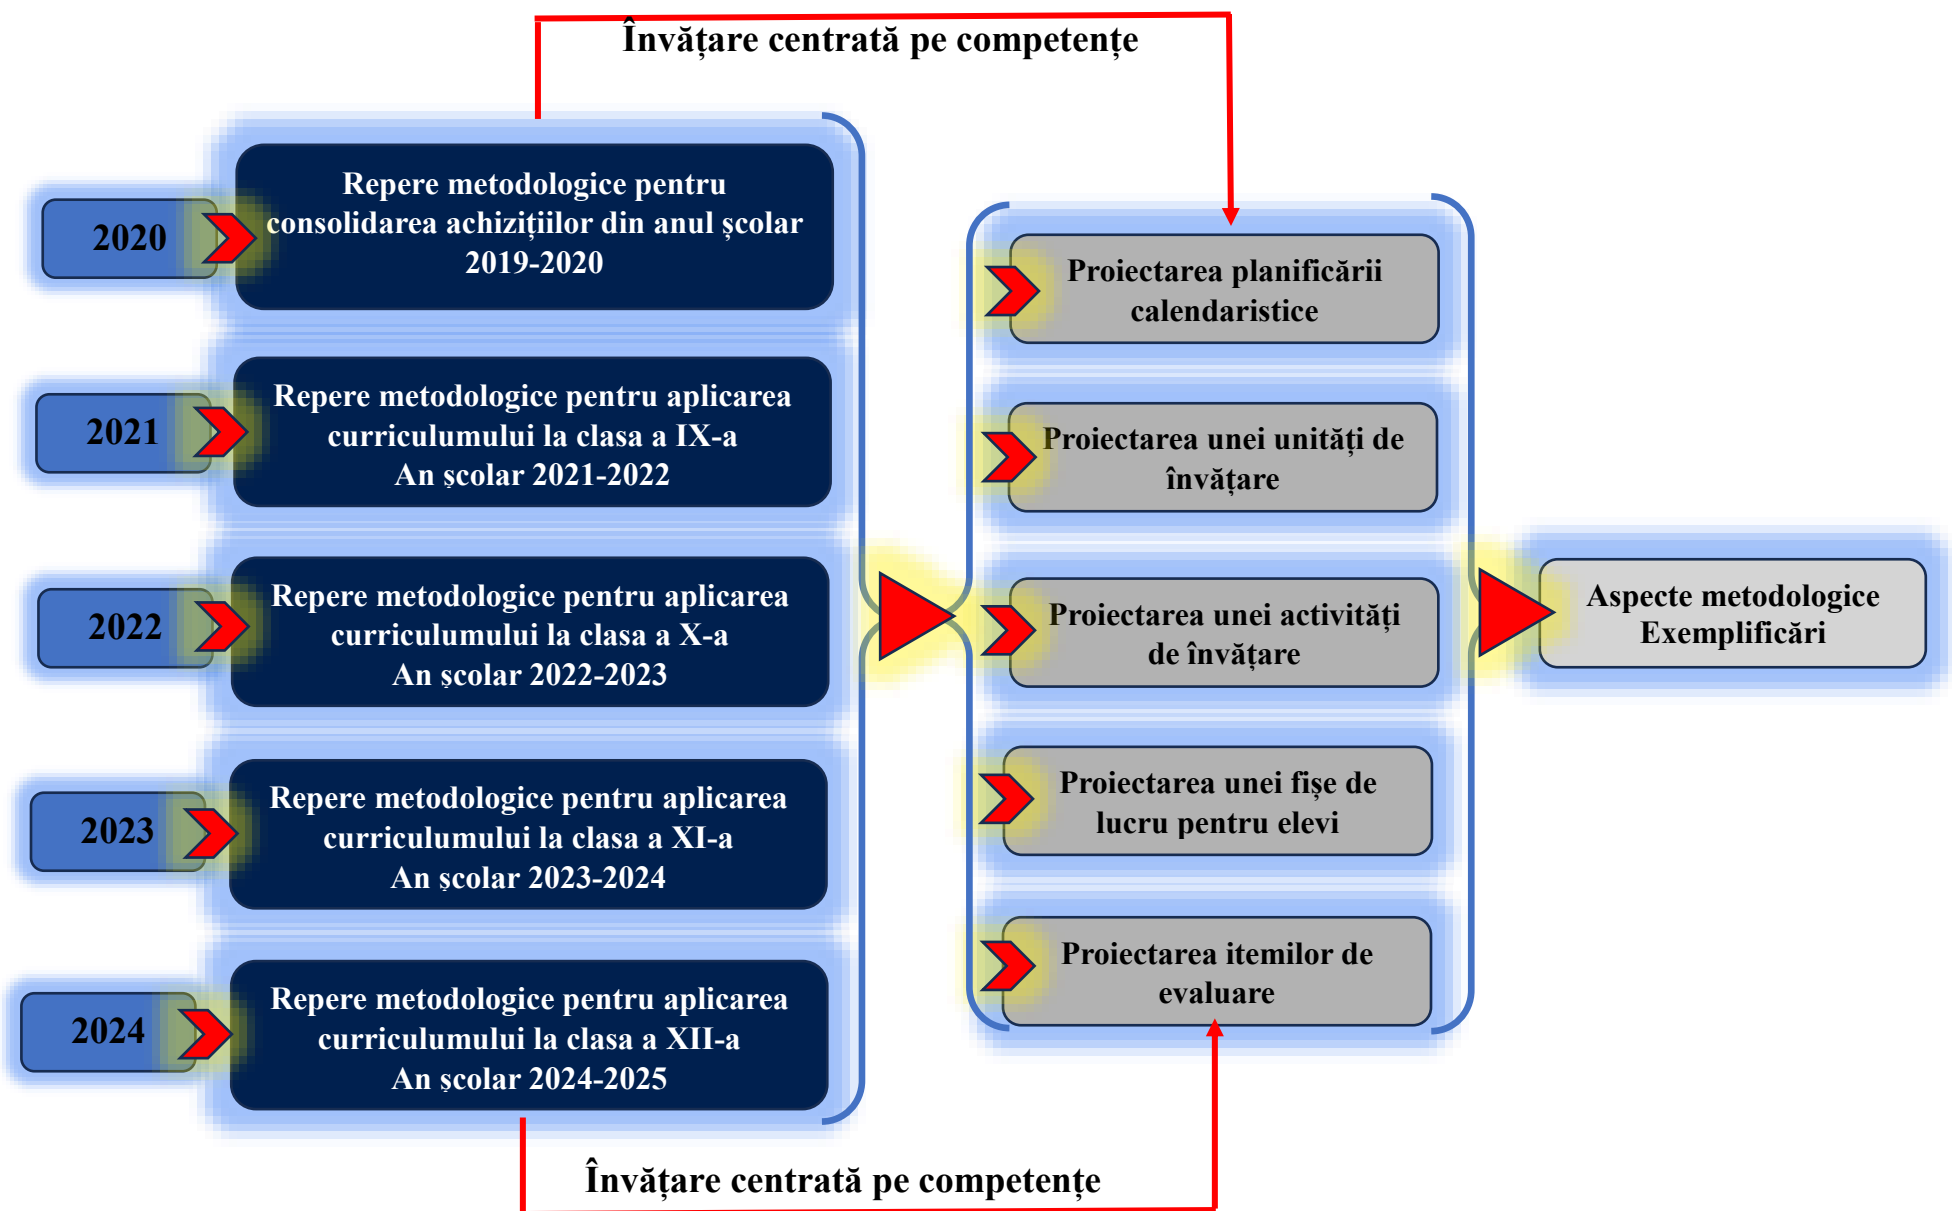 Învățare centrată pe competențe
2020
Repere metodologice pentru
consolidarea achizițiilor din anul școlar
2019-2020
2021
Repere metodologice pentru aplicarea
curriculumului la clasa a IX-a
An școlar 2021-2022
2022
Repere metodologice pentru aplicarea
curriculumului la clasa a X-a
An școlar 2022-2023
2023
Repere metodologice pentru aplicarea
curriculumului la clasa a XI-a
An școlar 2023-2024
2024
Repere metodologice pentru aplicarea
curriculumului la clasa a XII-a
An școlar 2024-2025
Proiectarea planificării
calendaristice
Proiectarea unei unități de
învățare
Proiectarea unei activități
de învățare
Proiectarea unei fișe de
lucru pentru elevi
Proiectarea itemilor de
evaluare
Aspecte metodologice
Exemplificări
Învățare centrată pe competențe